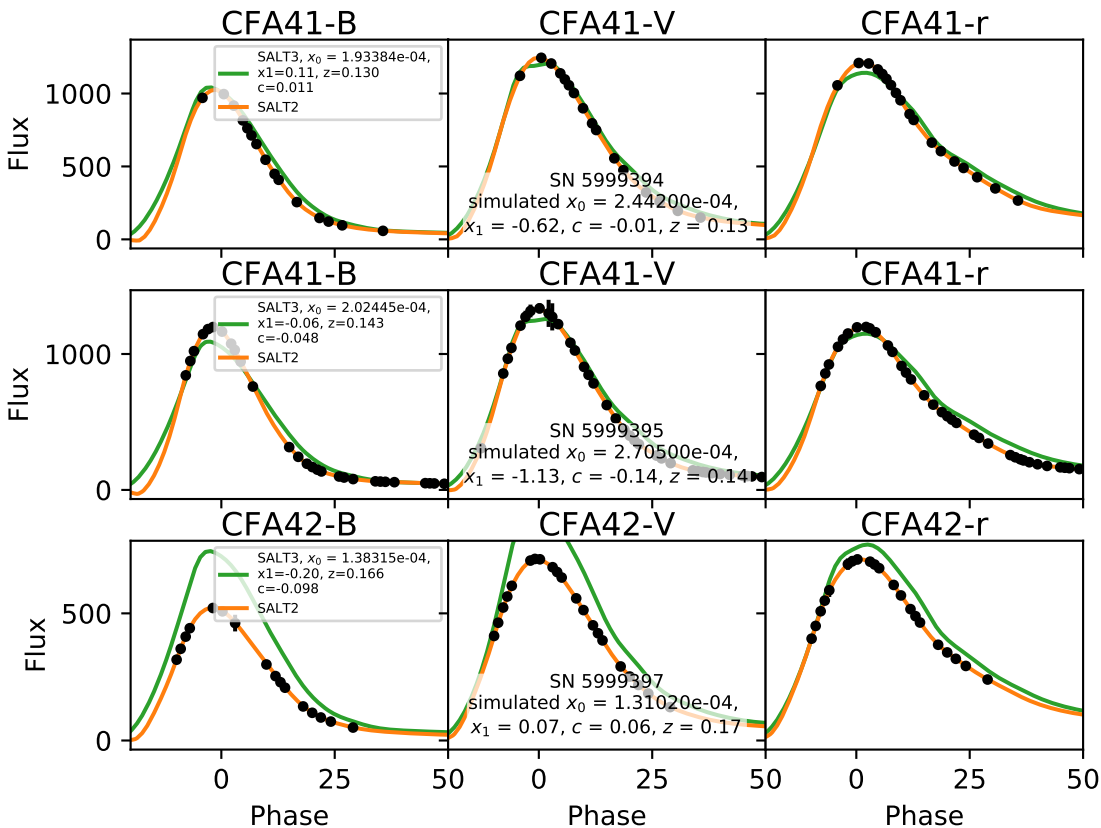 CFA41-B CFA41-V CFA41-r
Flux
1000
500
0
SALT3, x₀ = 1.93384e-04,
x1=0.11, z=0.130
c=0.011
SALT2
SN 5999394
simulated x₀ = 2.44200e-04,
x₁ = -0.62, c = -0.01, z = 0.13
CFA41-B CFA41-V CFA41-r
Flux
1000
0
SALT3, x₀ = 2.02445e-04,
x1=-0.06, z=0.143
c=-0.048
SALT2
SN 5999395
simulated x₀ = 2.70500e-04,
x₁ = -1.13, c = -0.14, z = 0.14
CFA42-B CFA42-V CFA42-r
Flux
500
0
SALT3, x₀ = 1.38315e-04,
x1=-0.20, z=0.166
c=-0.098
SALT2
SN 5999397
simulated x₀ = 1.31020e-04,
x₁ = 0.07, c = 0.06, z = 0.17
0 25 50 0 25 50 0 25 50
Phase Phase Phase